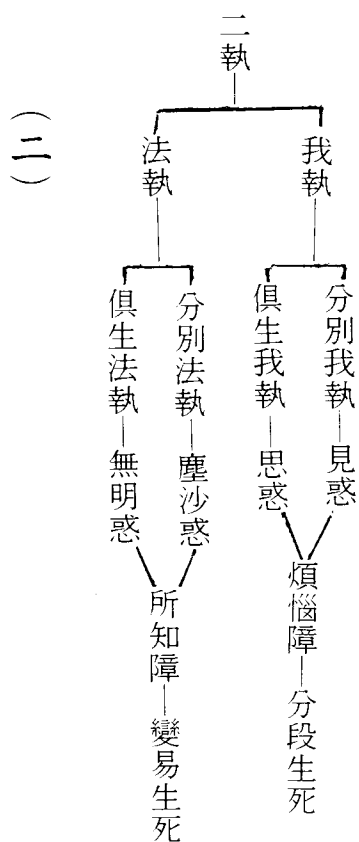 二執
我執
分別我執
見惑
俱生我執
思惑
煩惱障
分段生死
法執
分別法執
塵沙惑
俱生法執
無明惑
所知障
變易生死
（二）